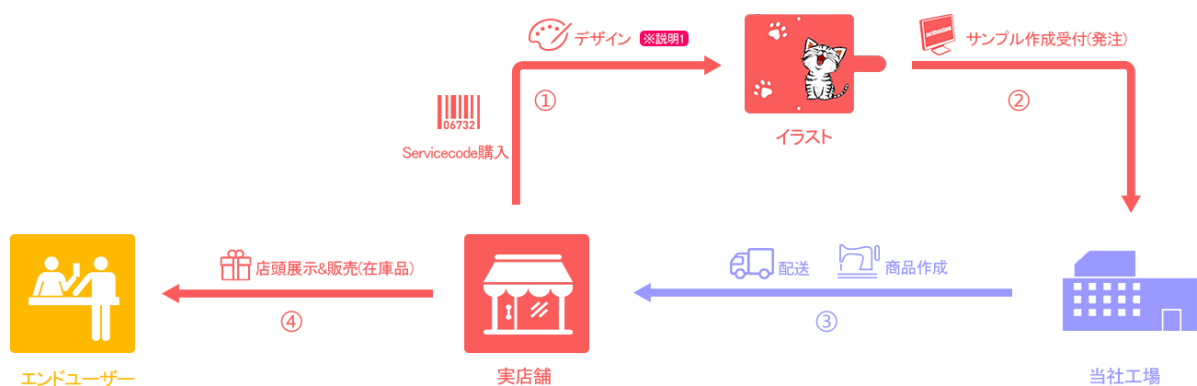 デザイン ※説明1
サンプル作成受付(発注)
activation
①
②
06732
イラスト
Servicecode購入
店頭展示&販売(在庫品)
配送
商品作成
④
③
エンドユーザー
実店舗
当社工場